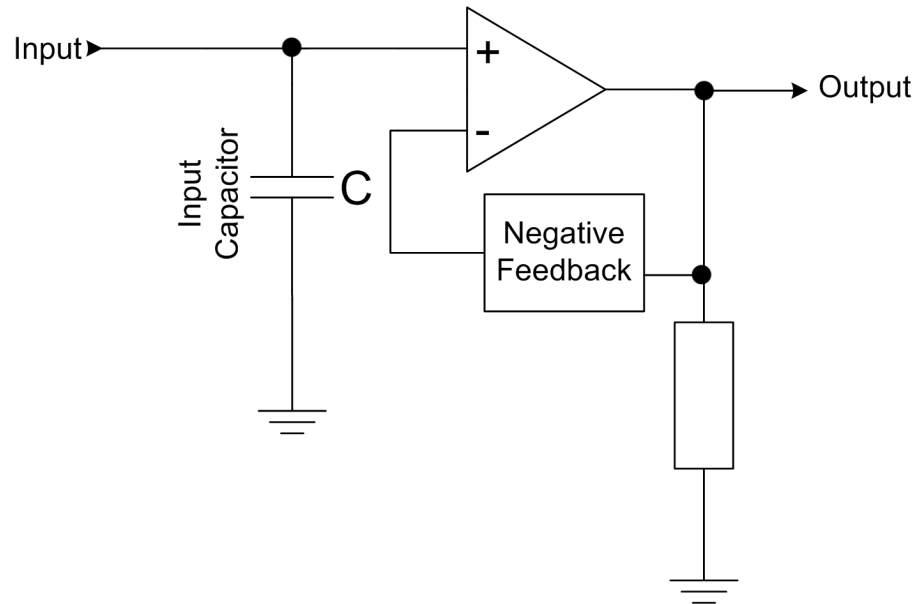 Input
+
Output
-
Input
Capacitor
C
Negative
Feedback